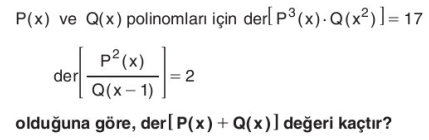 P(x) ve Q(x) polinomları için der[P³(x)·Q(x²)] = 17
der[P²(x) / Q(x – 1)] = 2
olduğuna göre, der[P(x) + Q(x)] değeri kaçtır?